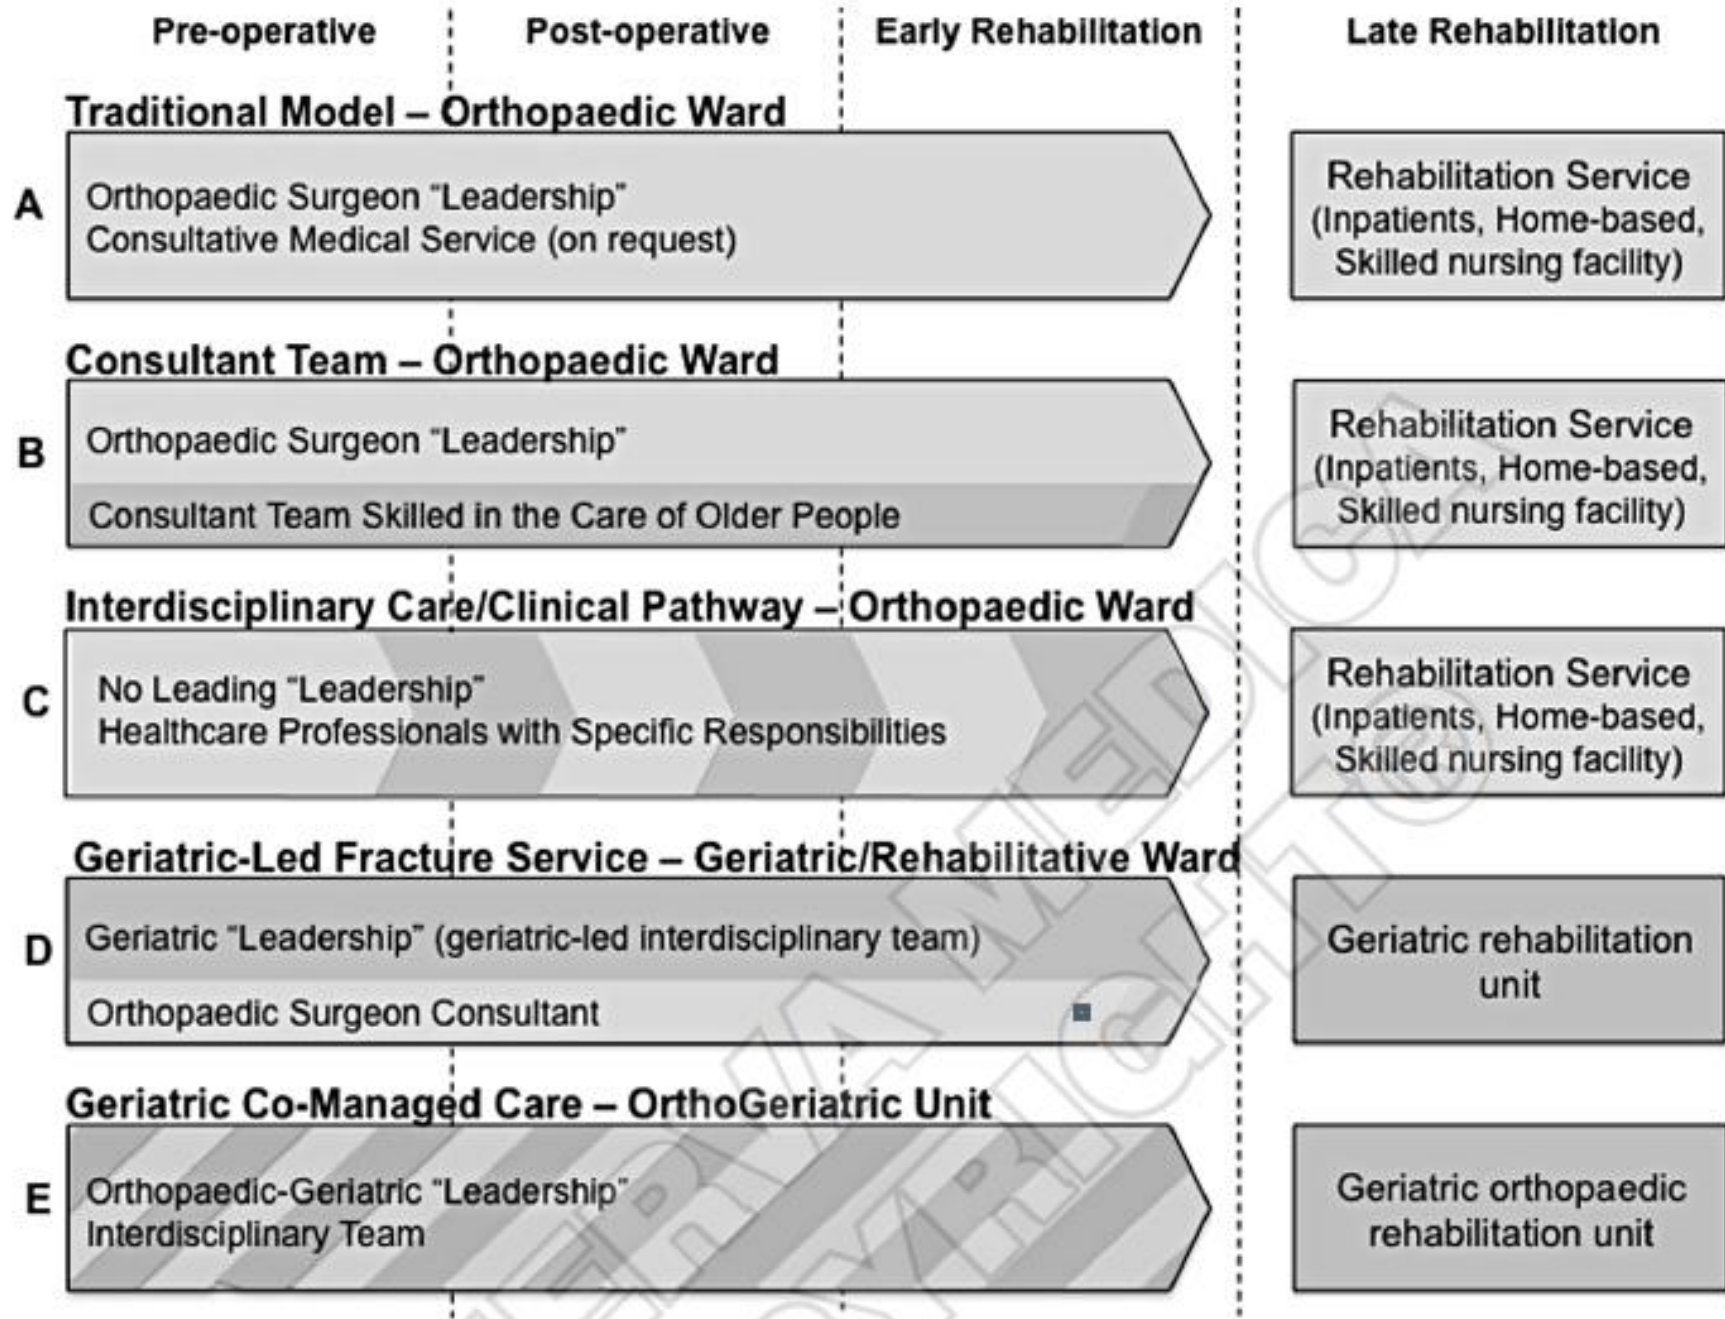 Pre-operative
Post-operative
Early Rehabilitation
Late Rehabilitation
Traditional Model – Orthopaedic Ward
A
Orthopaedic Surgeon “Leadership”
Consultative Medical Service (on request)
Rehabilitation Service
(Inpatients, Home-based,
Skilled nursing facility)
Consultant Team – Orthopaedic Ward
B
Orthopaedic Surgeon “Leadership”
Consultant Team Skilled in the Care of Older People
Rehabilitation Service
(Inpatients, Home-based,
Skilled nursing facility)
Interdisciplinary Care/Clinical Pathway – Orthopaedic Ward
C
No Leading “Leadership”
Healthcare Professionals with Specific Responsibilities
Rehabilitation Service
(Inpatients, Home-based,
Skilled nursing facility)
Geriatric-Led Fracture Service – Geriatric/Rehabilitative Ward
D
Geriatric “Leadership” (geriatric-led interdisciplinary team)
Orthopaedic Surgeon Consultant
Geriatric rehabilitation
unit
Geriatric Co-Managed Care – OrthoGeriatric Unit
E
Orthopaedic-Geriatric “Leadership”
Interdisciplinary Team
Geriatric orthopaedic
rehabilitation unit
ERVA MEDICA
PYRIGHT®